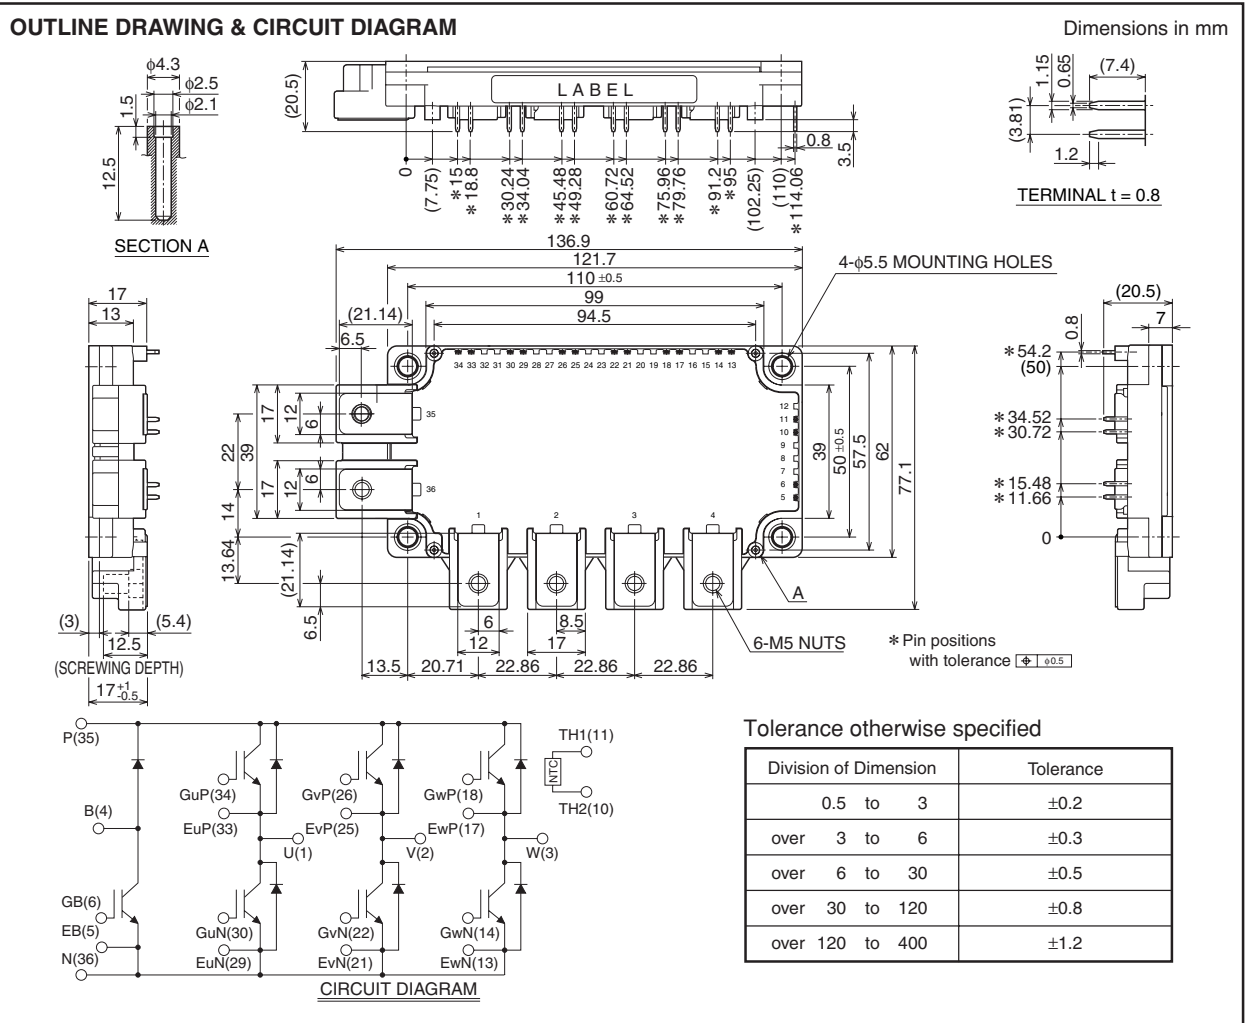 OUTLINE DRAWING & CIRCUIT DIAGRAM
Dimensions in mm
φ4.3
φ2.5
φ2.1
1.5
12.5
SECTION A
(20.5)
LABEL
0.8
3.5
0
(7.75)
*15
*18.8
*30.24
*34.04
*45.48
*49.28
*60.72
*64.52
*75.96
*79.76
*91.2
*95
(102.25)
(110)
*114.06
1.15
0.65
(7.4)
(3.81)
1.2
TERMINAL t = 0.8
136.9
121.7
110 ±0.5
99
94.5
(21.14)
6.5
4-φ5.5 MOUNTING HOLES
17
13
34 33 32 31 30 29 28 27 26 25 24 23 22 21 20 19 18 17 16 15 14 13
12
11
10
9
8
7
6
5
35
36
1
2
3
4
22
39
17
12
6
17
12
6
14
13.64
(21.14)
6.5
39
50 ±0.5
57.5
62
77.1
(20.5)
7
0.8
*54.2
(50)
*34.52
*30.72
*15.48
*11.66
0
(3)
(5.4)
12.5
(SCREWING DEPTH)
17 +1 -0.5
6
12
8.5
17
13.5
20.71
22.86
22.86
22.86
A
6-M5 NUTS
*Pin positions
with tolerance ⌖ φ0.5
P(35)
B(4)
GB(6)
EB(5)
N(36)
GuP(34)
EuP(33)
U(1)
GuN(30)
EuN(29)
GvP(26)
EvP(25)
V(2)
GvN(22)
EvN(21)
GwP(18)
EwP(17)
W(3)
GwN(14)
EwN(13)
TH1(11)
NTC
TH2(10)
CIRCUIT DIAGRAM
Tolerance otherwise specified
Division of Dimension Tolerance
0.5 to 3 ±0.2
over 3 to 6 ±0.3
over 6 to 30 ±0.5
over 30 to 120 ±0.8
over 120 to 400 ±1.2